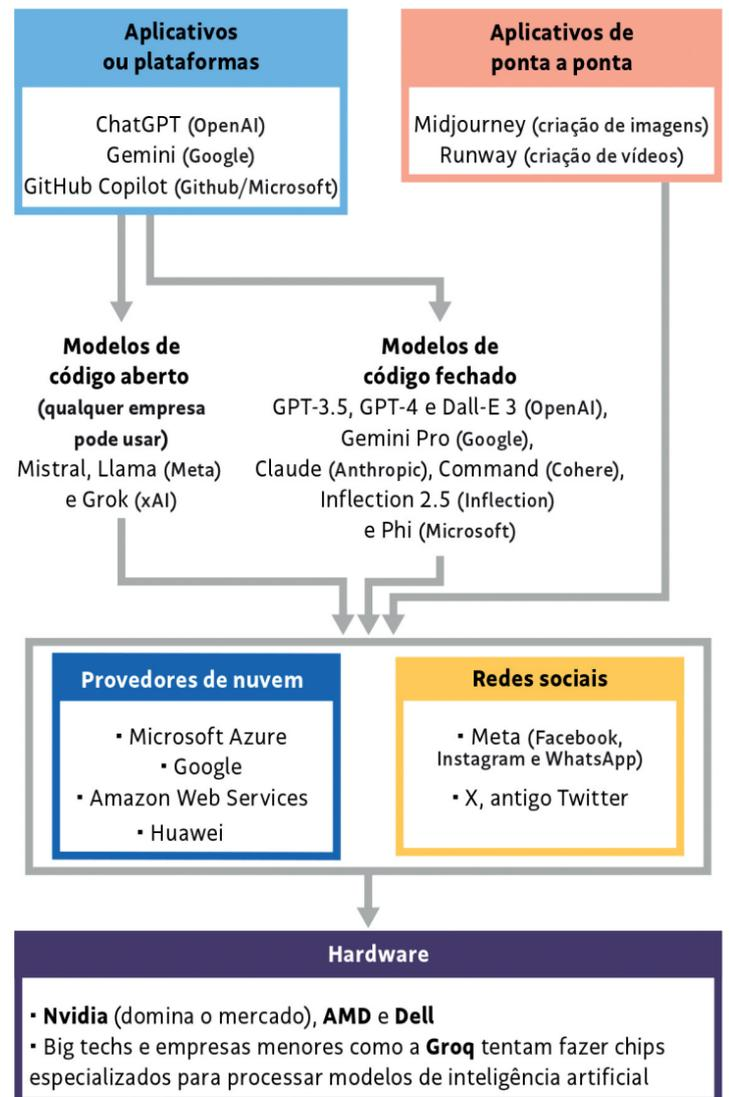 Aplicativos
ou plataformas
ChatGPT (OpenAI)
Gemini (Google)
GitHub Copilot (Github/Microsoft)
Aplicativos de
ponta a ponta
Midjourney (criação de imagens)
Runway (criação de vídeos)
Modelos de
código aberto
(qualquer empresa
pode usar)
Mistral, Llama (Meta)
e Grok (xAI)
Modelos de
código fechado
GPT-3.5, GPT-4 e Dall-E 3 (OpenAI),
Gemini Pro (Google),
Claude (Anthropic), Command (Cohere),
Inflection 2.5 (Inflection)
e Phi (Microsoft)
Provedores de nuvem
▪ Microsoft Azure
▪ Google
▪ Amazon Web Services
▪ Huawei
Redes sociais
▪ Meta (Facebook,
Instagram e WhatsApp)
▪ X, antigo Twitter
Hardware
▪ Nvidia (domina o mercado), AMD e Dell
▪ Big techs e empresas menores como a Groq tentam fazer chips
especializados para processar modelos de inteligência artificial